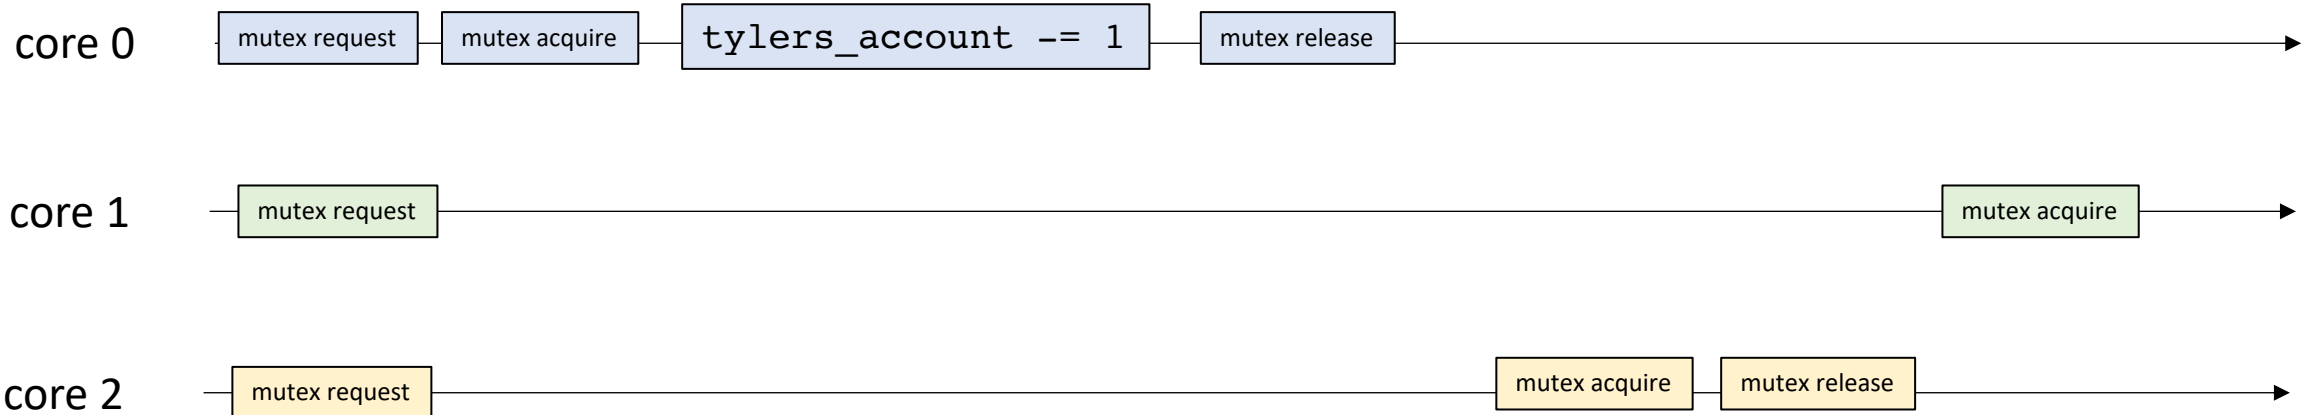 core 0 mutex request mutex acquire tylers_account -= 1 mutex release
core 1 mutex request mutex acquire
core 2 mutex request mutex acquire mutex release